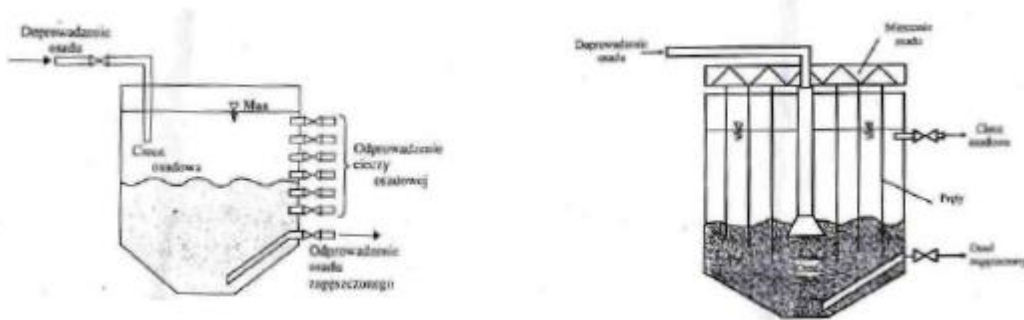 Doprowadzenie
osadu
Max
Ciecz
osadowa
Odprowadzenie
cieczy
osadowej
Odprowadzenie
osadu
zagęszczonego
Doprowadzenie
osadu
Mieszanie
osadu
Ciecz
osadowa
Pręty
Osad
zagęszczony